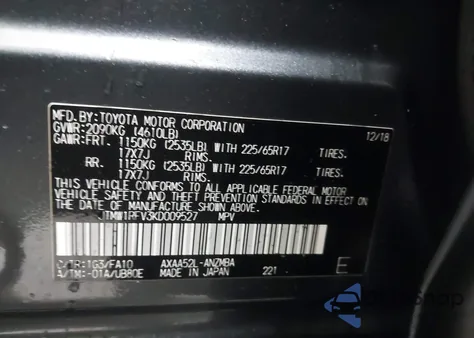 MFD. BY: TOYOTA MOTOR CORPORATION 12/18
GVWR: 2090KG (4610LB)
GAWR: FRT. 1150KG (2535LB) WITH 225/65R17 TIRES.
17X7J RIMS.
RR. 1150KG (2535LB) WITH 225/65R17 TIRES.
17X7J RIMS.
THIS VEHICLE CONFORMS TO ALL APPLICABLE FEDERAL MOTOR
VEHICLE SAFETY, BUMPER, AND THEFT PREVENTION STANDARDS IN EFFECT ON
THE DATE OF MANUFACTURE SHOWN ABOVE.
JTMW1RFV3KD009527 MPV
C/TR: 1G3/FA10 AXAA52L-ANZMBA
A/TM: -01A/UB80E MADE IN JAPAN 221 E